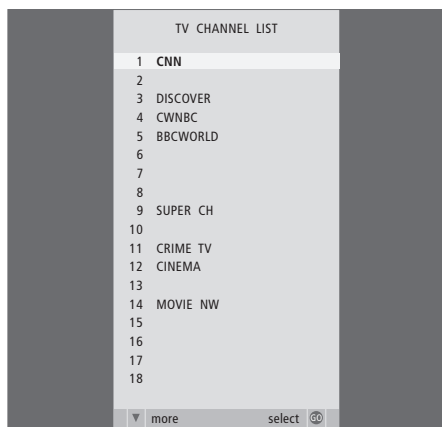 TV CHANNEL LIST
1 CNN
2
3 DISCOVER
4 CWNBC
5 BBCWORLD
6
7
8
9 SUPER CH
10
11 CRIME TV
12 CINEMA
13
14 MOVIE NW
15
16
17
18
▼ more select GO